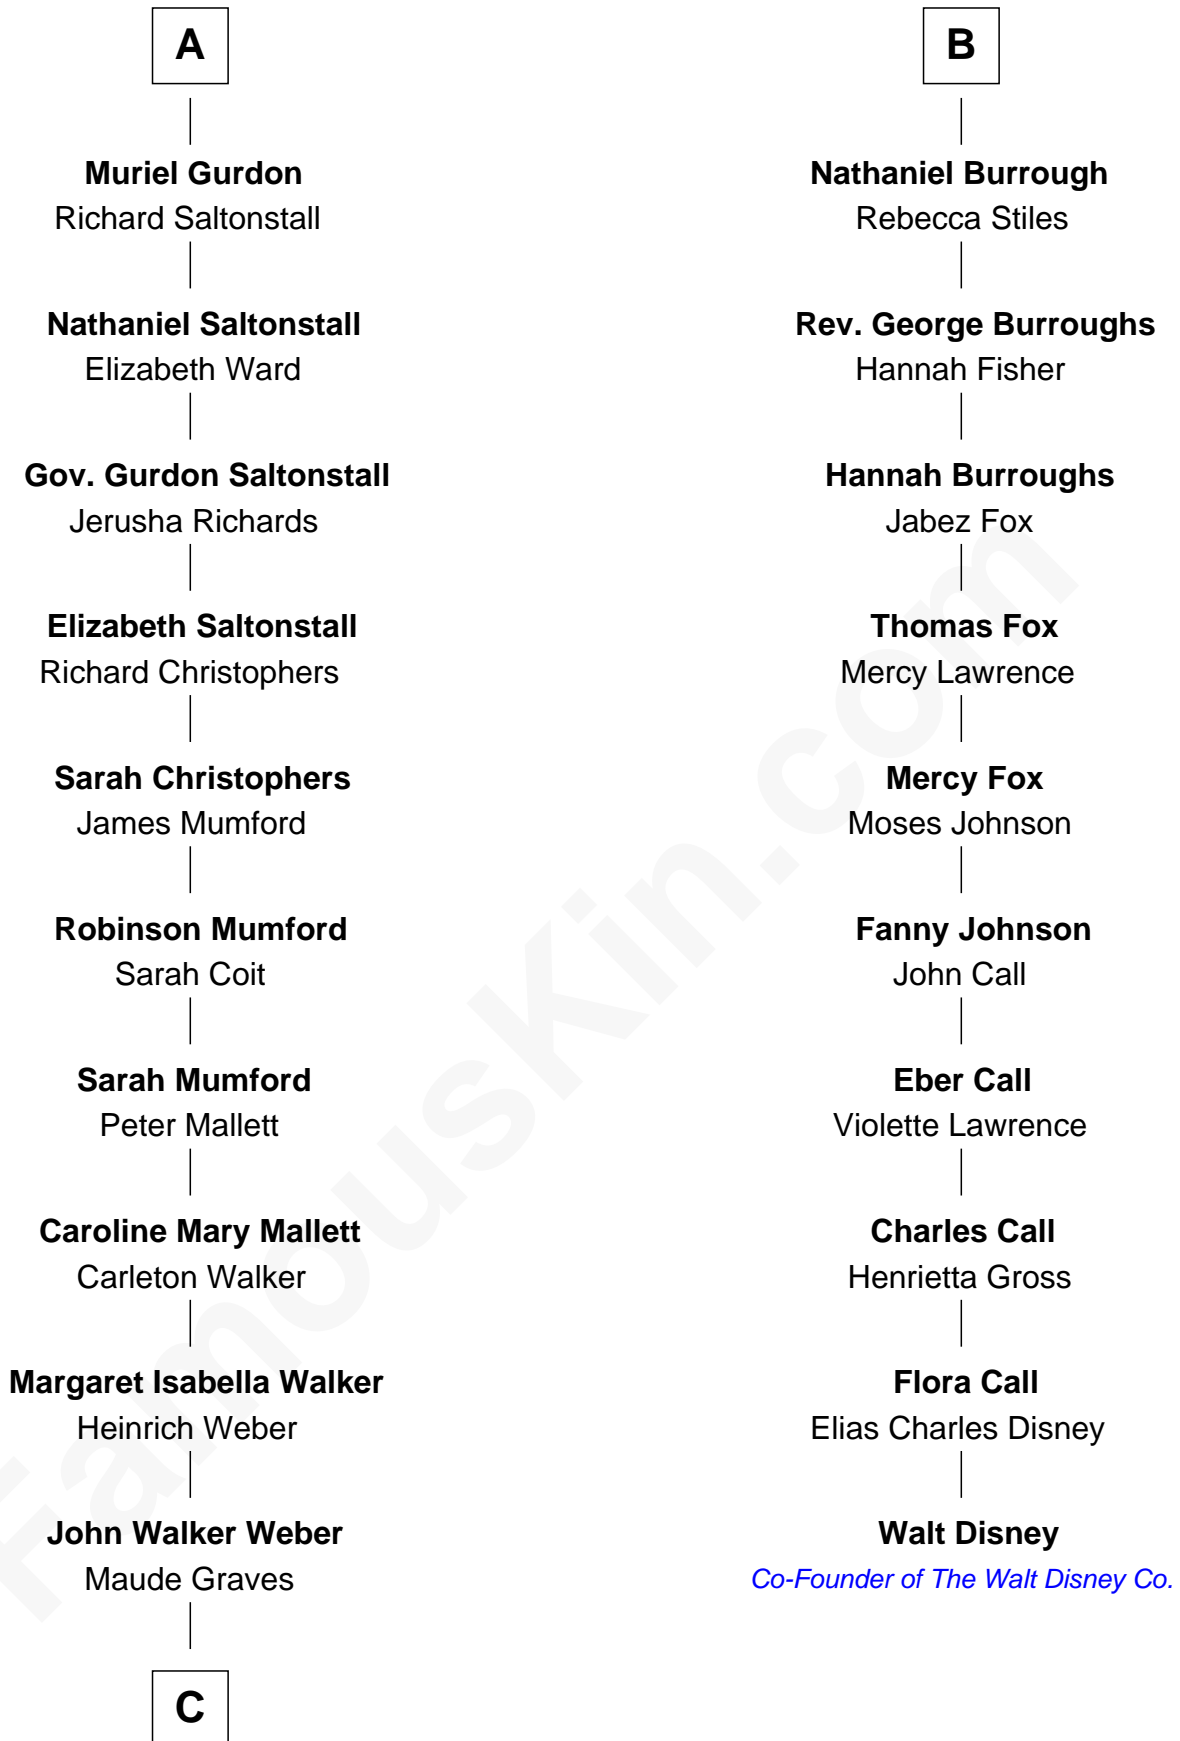 A
Muriel Gurdon
Richard Saltonstall
Nathaniel Saltonstall
Elizabeth Ward
Gov. Gurdon Saltonstall
Jerusha Richards
Elizabeth Saltonstall
Richard Christophers
Sarah Christophers
James Mumford
Robinson Mumford
Sarah Coit
Sarah Mumford
Peter Mallett
Caroline Mary Mallett
Carleton Walker
Margaret Isabella Walker
Heinrich Weber
John Walker Weber
Maude Graves
C
B
Nathaniel Burrough
Rebecca Stiles
Rev. George Burroughs
Hannah Fisher
Hannah Burroughs
Jabez Fox
Thomas Fox
Mercy Lawrence
Mercy Fox
Moses Johnson
Fanny Johnson
John Call
Eber Call
Violette Lawrence
Charles Call
Henrietta Gross
Flora Call
Elias Charles Disney
Walt Disney
Co-Founder of The Walt Disney Co.
FamousKin.com